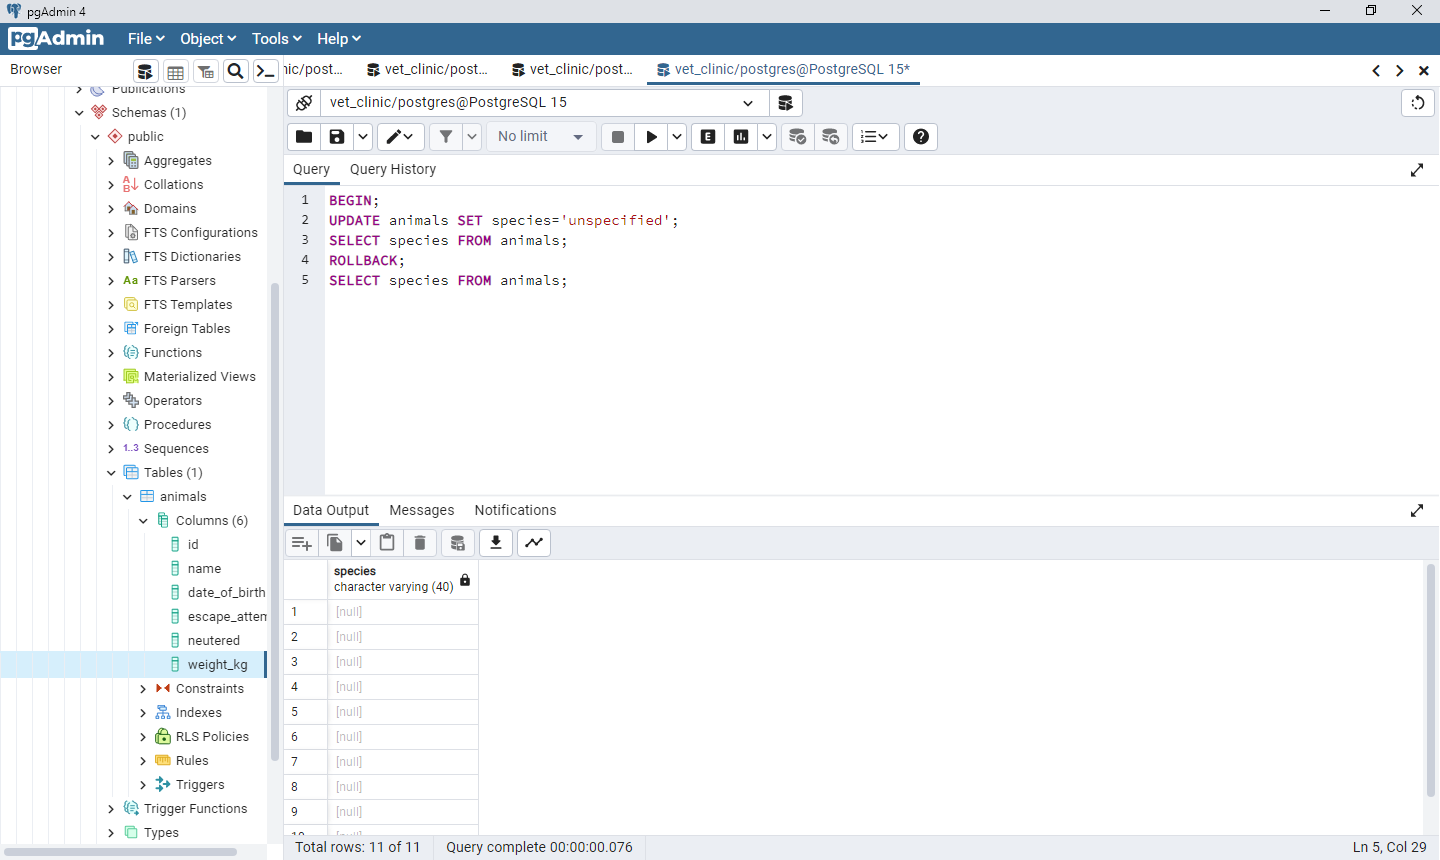 pgAdmin 4
pgAdmin File Object Tools Help
Browser
nic/post... vet_clinic/post... vet_clinic/post... vet_clinic/postgres@PostgreSQL 15*
vet_clinic/postgres@PostgreSQL 15
No limit
E
Query Query History
1 BEGIN;
2 UPDATE animals SET species='unspecified';
3 SELECT species FROM animals;
4 ROLLBACK;
5 SELECT species FROM animals;
Publications
Schemas (1)
public
Aggregates
Collations
Domains
FTS Configurations
FTS Dictionaries
Aa FTS Parsers
FTS Templates
Foreign Tables
Functions
Materialized Views
Operators
Procedures
1..3 Sequences
Tables (1)
animals
Columns (6)
id
name
date_of_birth
escape_attem
neutered
weight_kg
Constraints
Indexes
RLS Policies
Rules
Triggers
Trigger Functions
Types
Data Output Messages Notifications
species
character varying (40)
1 [null]
2 [null]
3 [null]
4 [null]
5 [null]
6 [null]
7 [null]
8 [null]
9 [null]
10 [null]
Total rows: 11 of 11 Query complete 00:00:00.076 Ln 5, Col 29